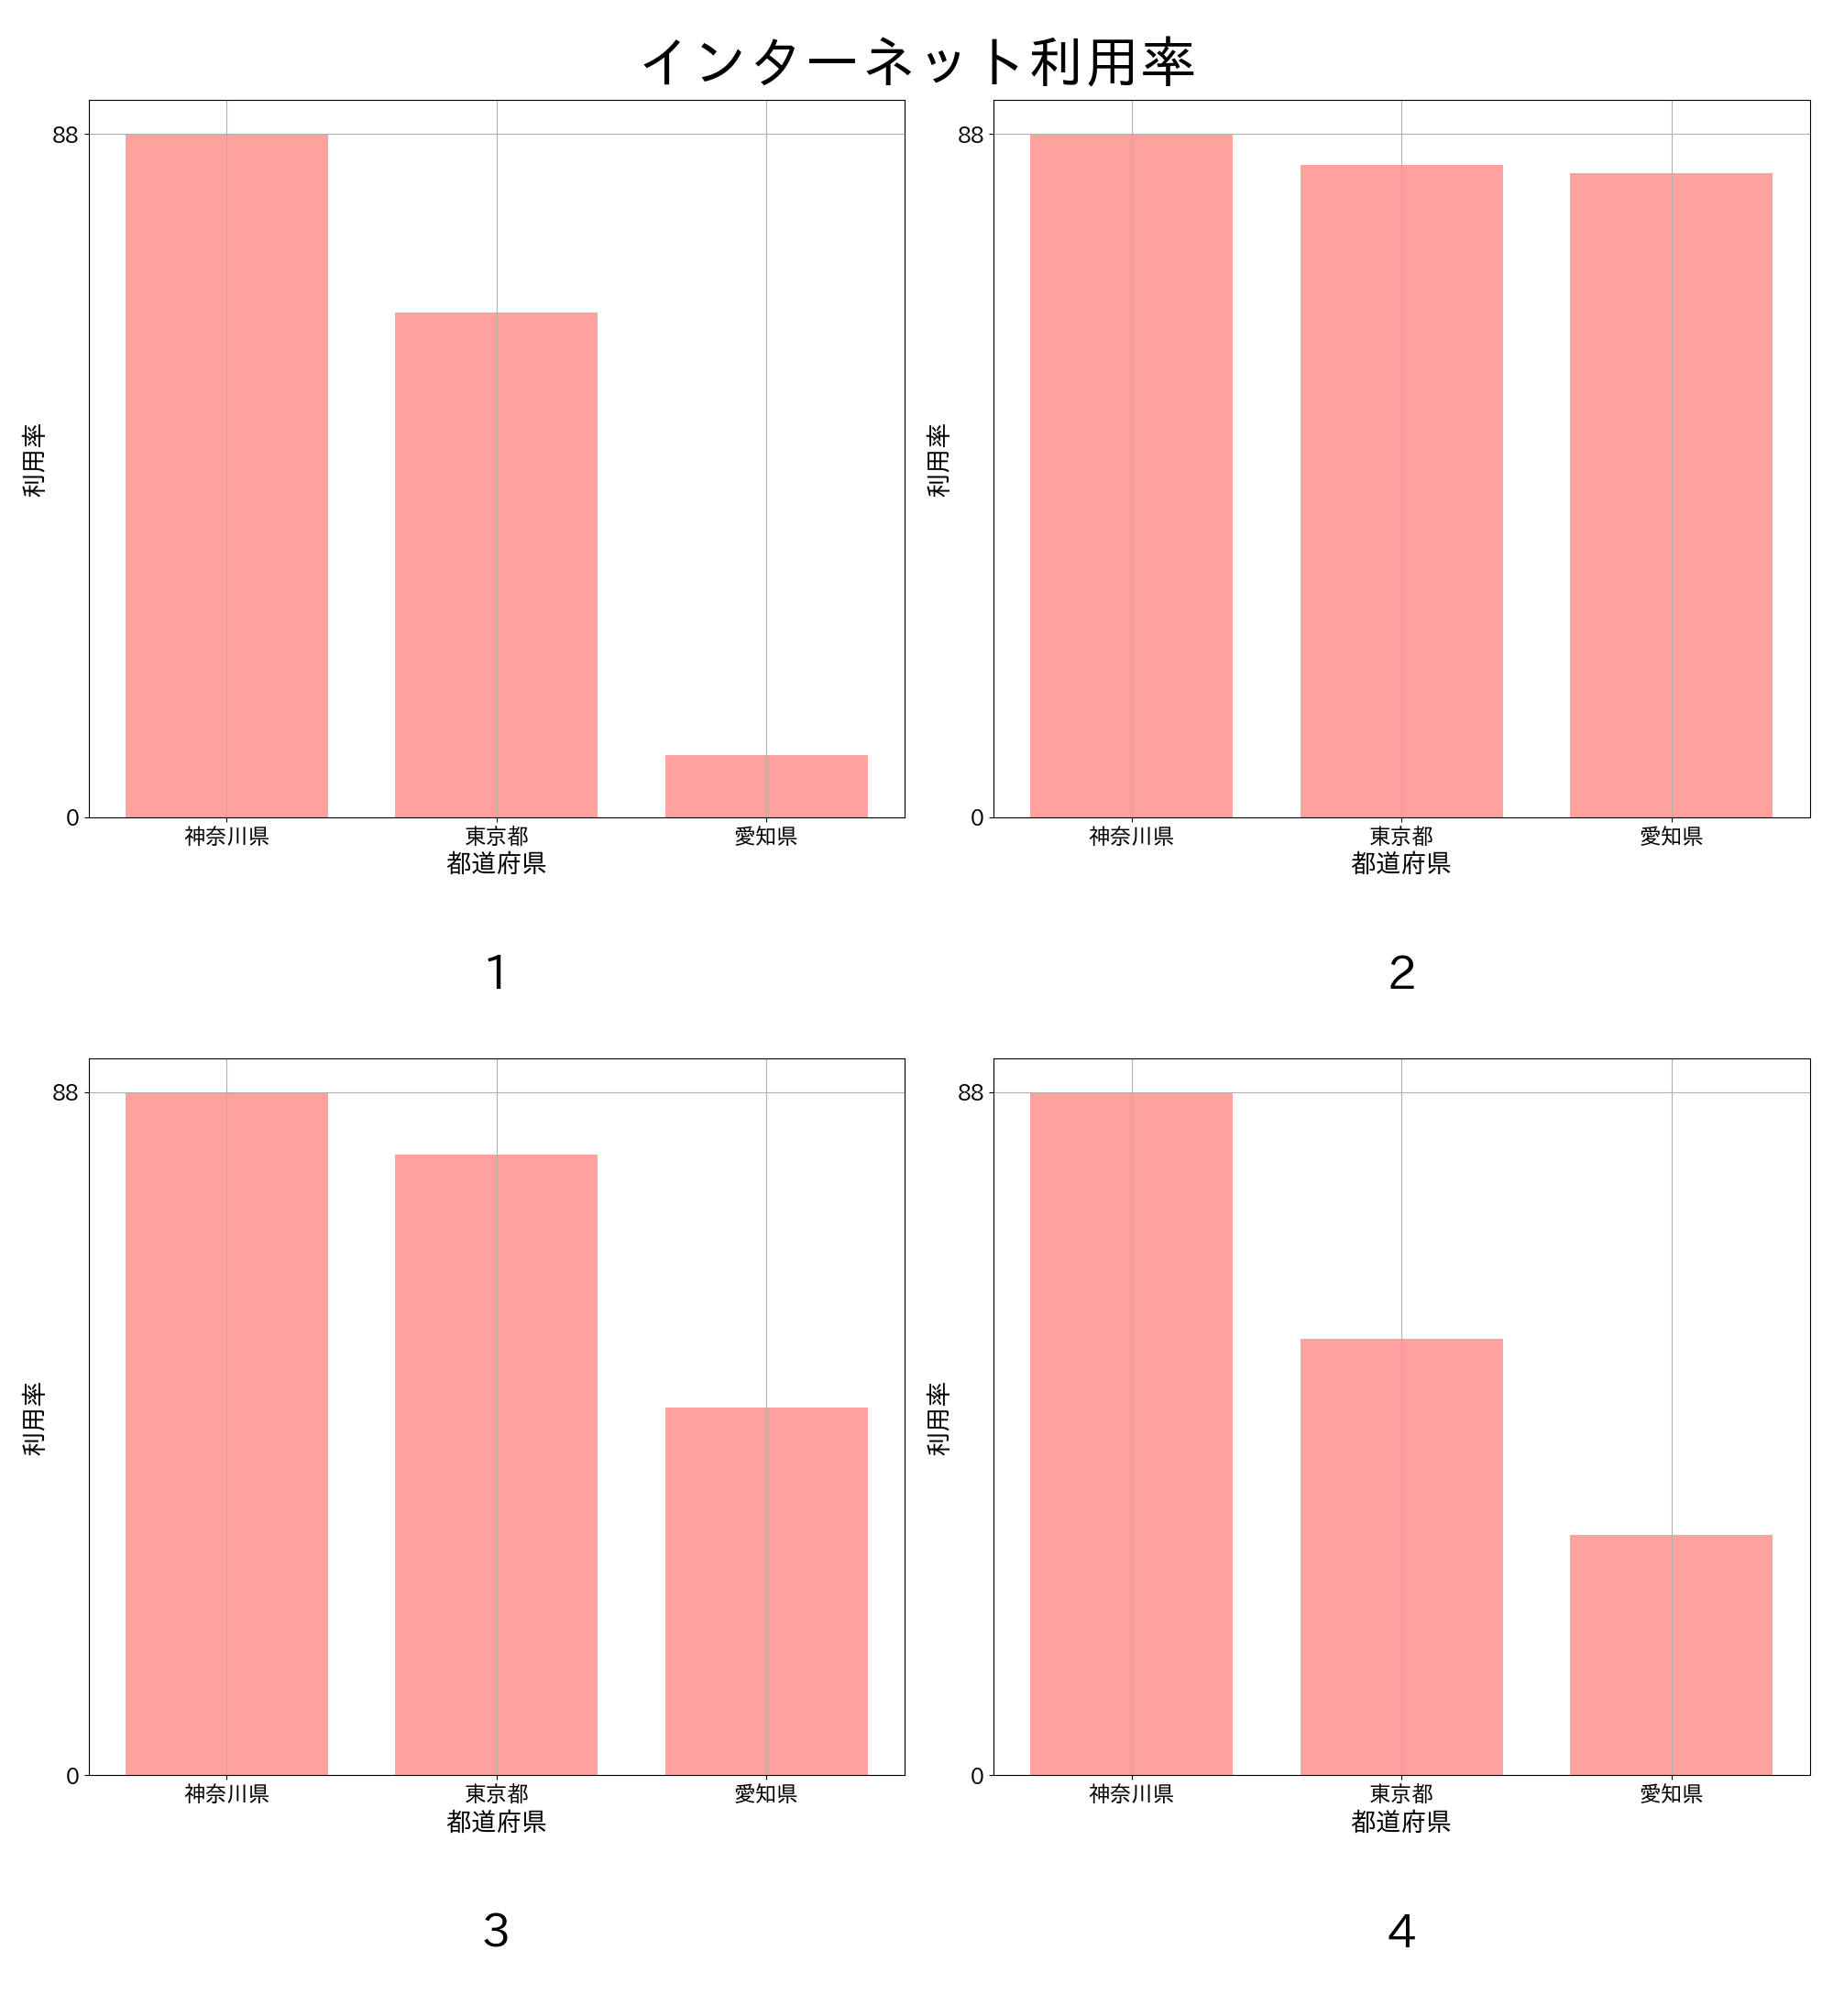 インターネット利用率
88
0
利用率
神奈川県 東京都 愛知県
都道府県
1
88
0
利用率
神奈川県 東京都 愛知県
都道府県
2
88
0
利用率
神奈川県 東京都 愛知県
都道府県
3
88
0
利用率
神奈川県 東京都 愛知県
都道府県
4